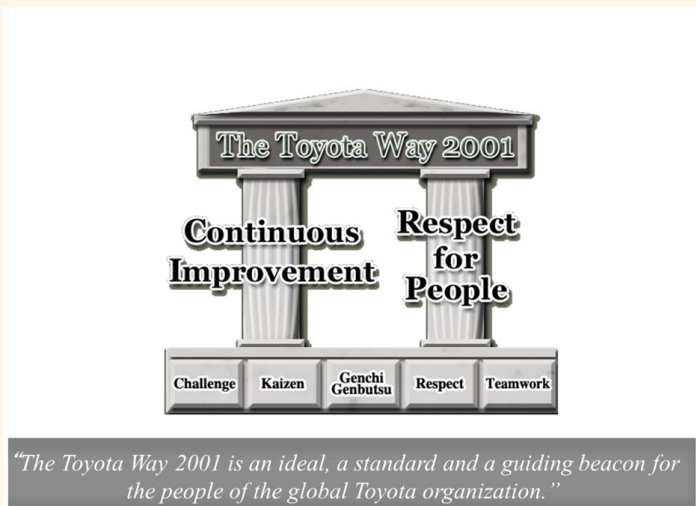 The Toyota Way 2001
Continuous
Improvement
Respect
for
People
Challenge
Kaizen
Genchi
Genbutsu
Respect
Teamwork
“The Toyota Way 2001 is an ideal, a standard and a guiding beacon for
the people of the global Toyota organization.”